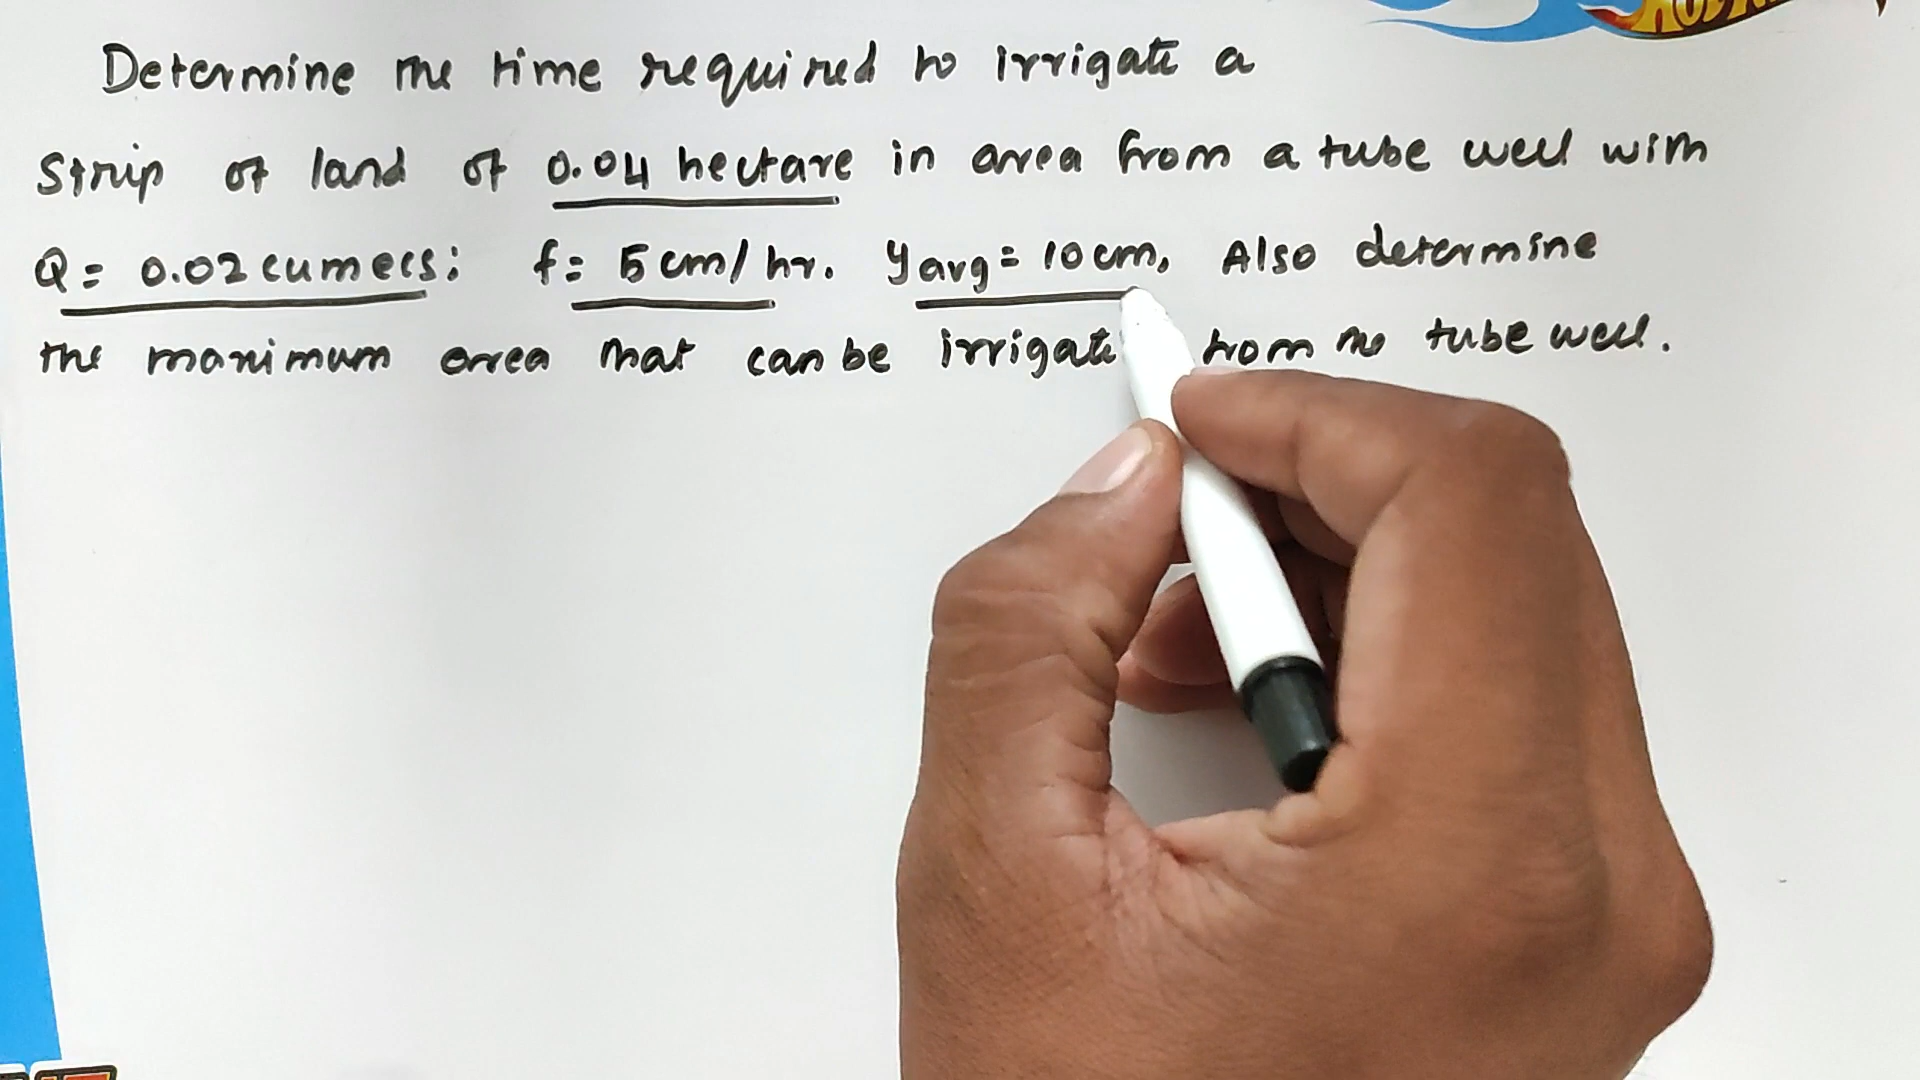 Determine the time required to irrigate a
Strip of land of 0.04 hectare in area from a tube well with
Q = 0.02 cumecs; f = 5 cm/hr. yavg = 10 cm, Also determine
the maximum area that can be irrigate from the tube well.